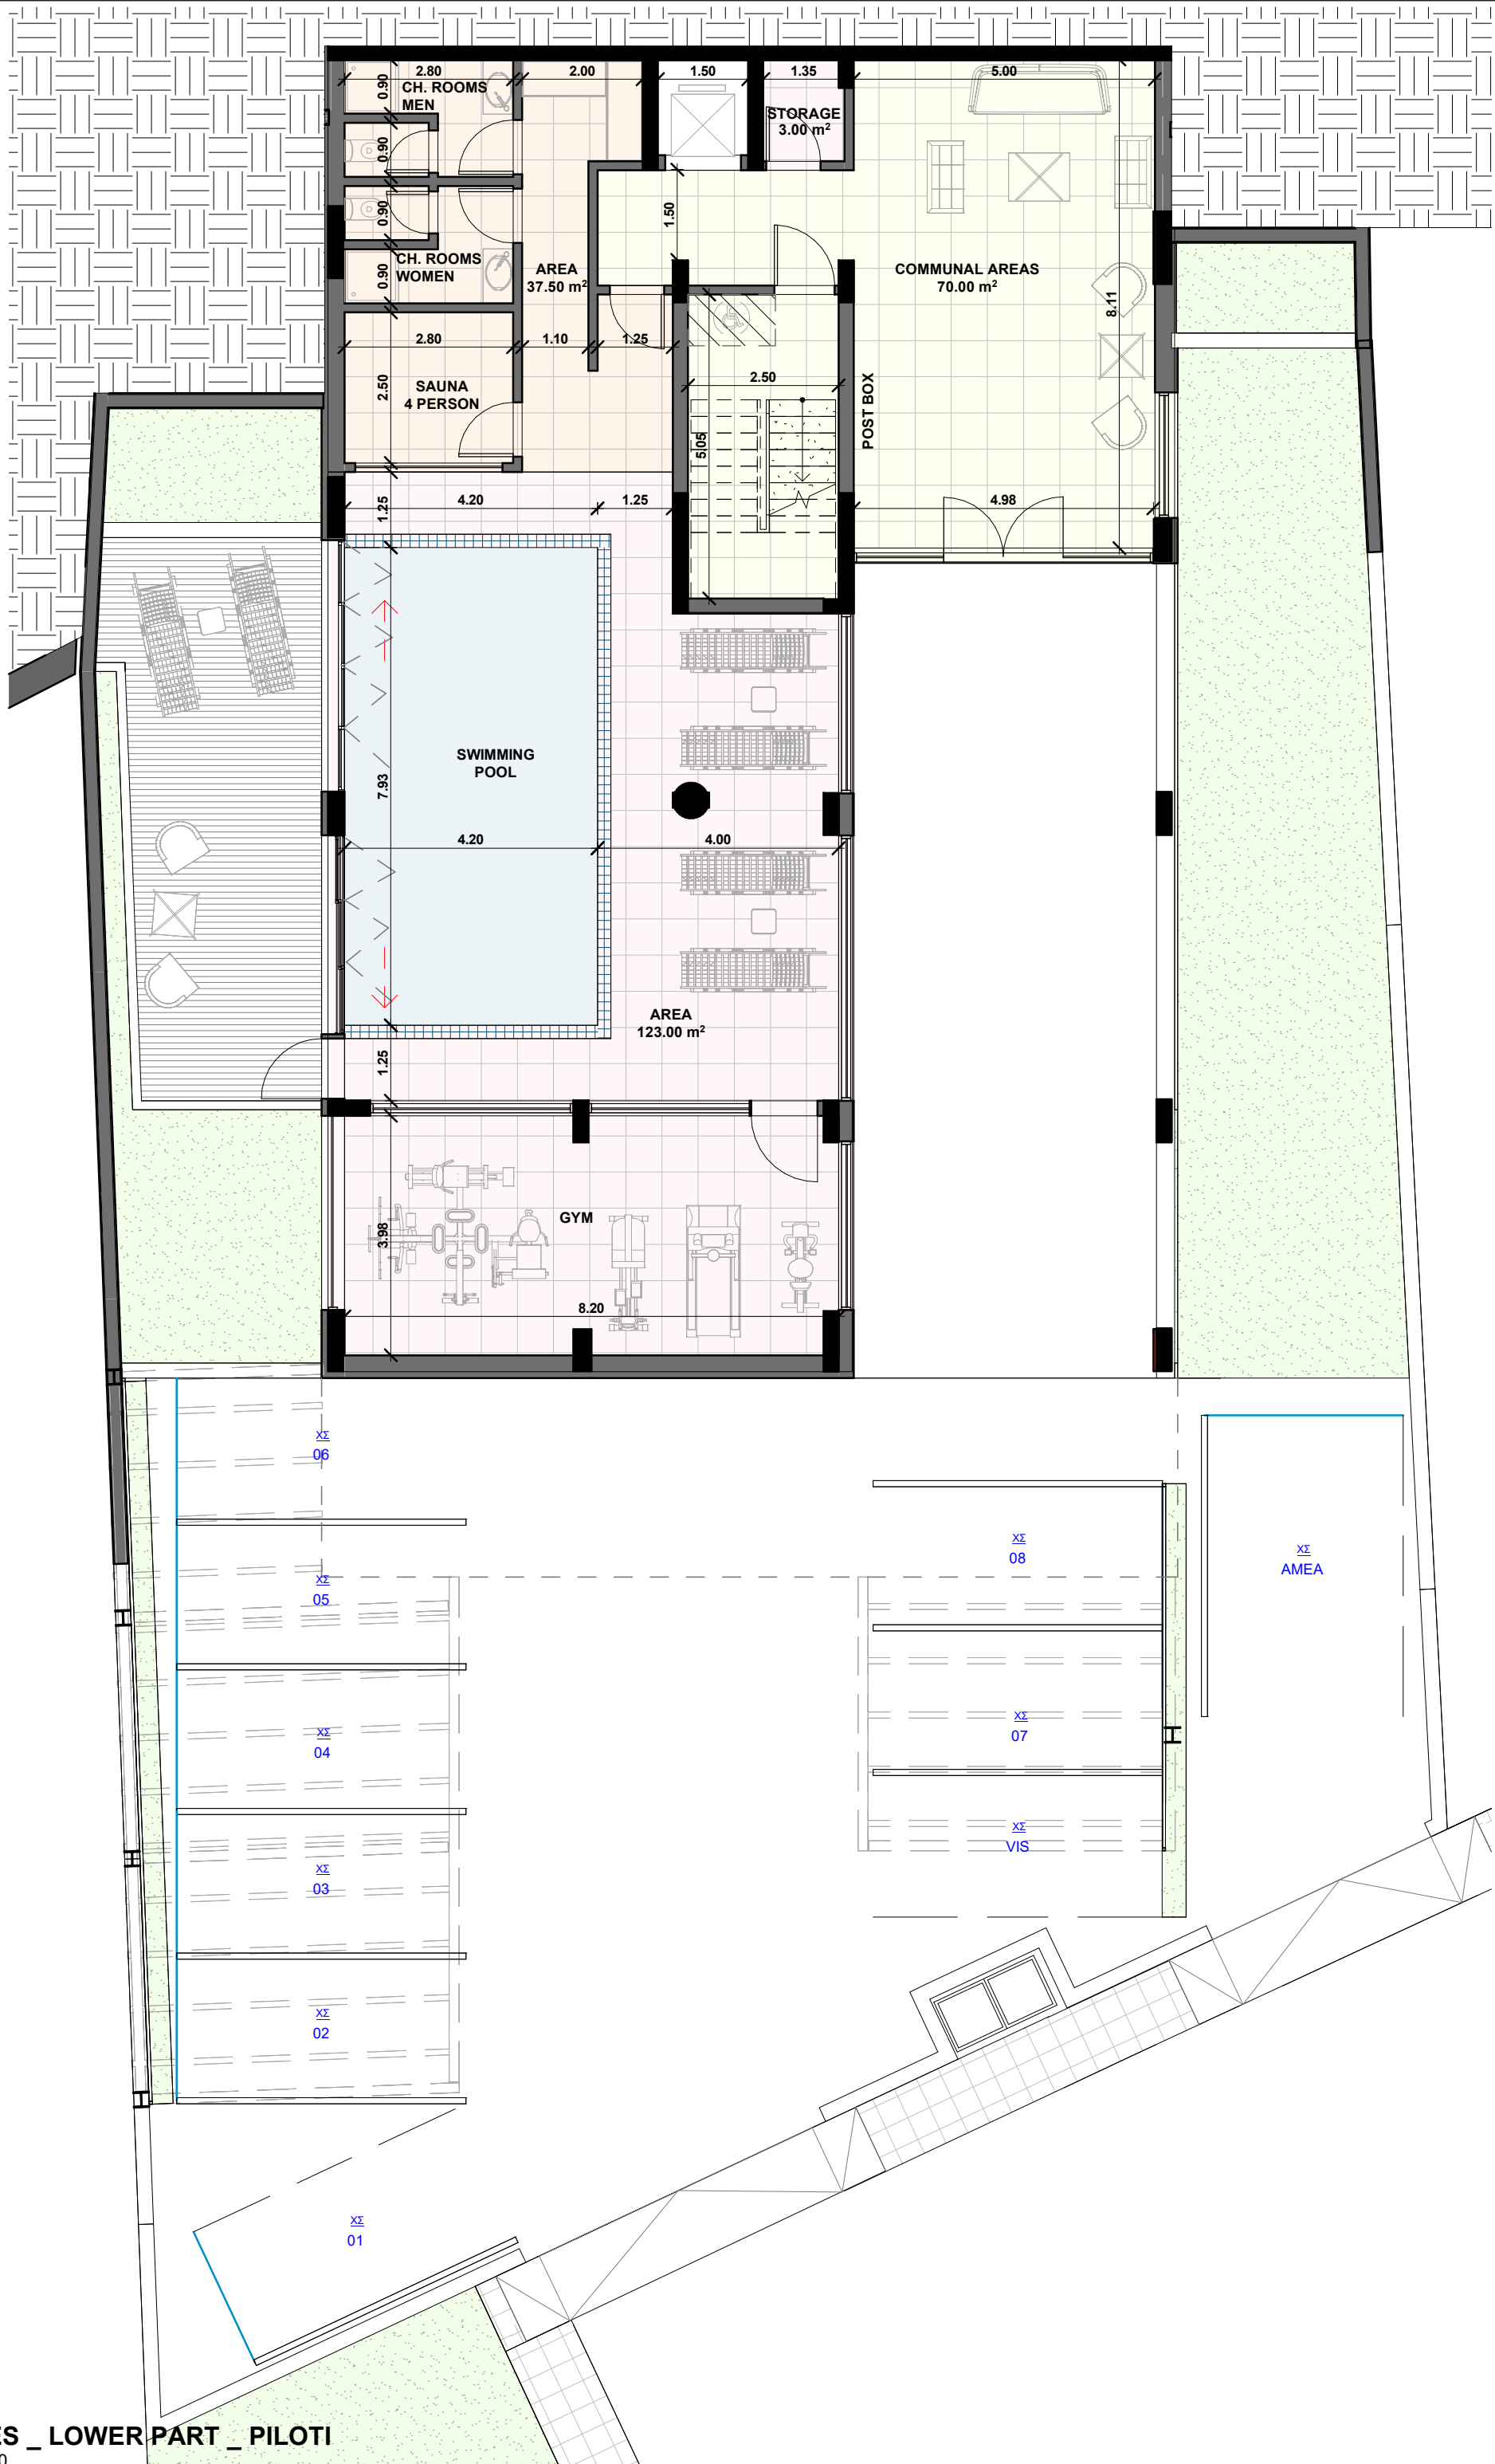 2.80
2.00
1.50
1.35
5.00
0.90
CH. ROOMS
MEN
STORAGE
3.00 m²
0.90
0.90
1.50
0.90
CH. ROOMS
WOMEN
AREA
37.50 m²
COMMUNAL AREAS
70.00 m²
8.11
2.80
1.10
1.25
2.50
SAUNA
4 PERSON
2.50
POST BOX
5.05
1.25
4.20
1.25
4.98
SWIMMING
POOL
7.93
4.20
4.00
AREA
123.00 m²
1.25
GYM
3.98
8.20
ΧΣ
06
ΧΣ
08
ΧΣ
AMEA
ΧΣ
05
ΧΣ
07
ΧΣ
04
ΧΣ
VIS
ΧΣ
03
ΧΣ
02
ΧΣ
01
ES _ LOWER PART _ PILOTI